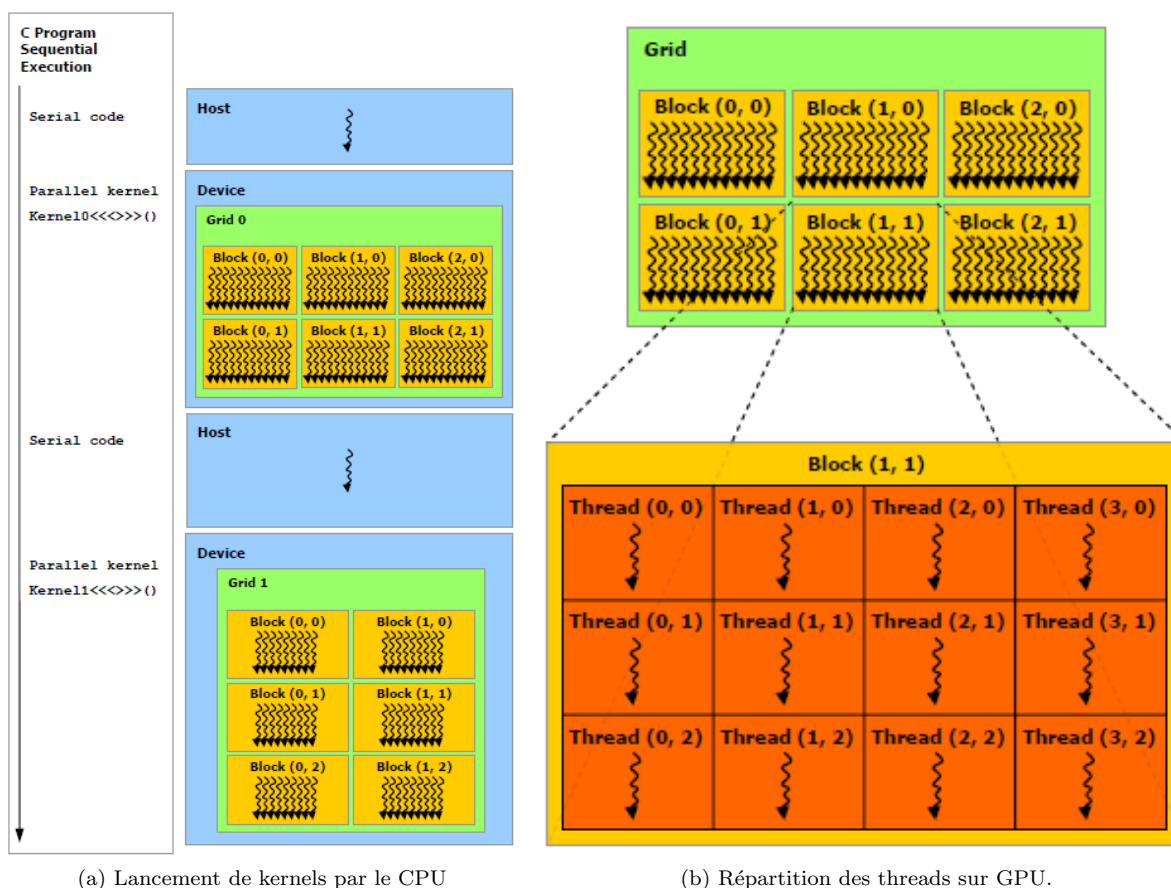 C Program
Sequential
Execution
Serial code
Host
Parallel kernel
Kernel0<<<>>>()
Device
Grid 0
Block (0, 0) Block (1, 0) Block (2, 0)
Block (0, 1) Block (1, 1) Block (2, 1)
Serial code
Host
Parallel kernel
Kernel1<<<>>>()
Device
Grid 1
Block (0, 0) Block (1, 0)
Block (0, 1) Block (1, 1)
Block (0, 2) Block (1, 2)
(a) Lancement de kernels par le CPU
Grid
Block (0, 0) Block (1, 0) Block (2, 0)
Block (0, 1) Block (1, 1) Block (2, 1)
Block (1, 1)
Thread (0, 0) Thread (1, 0) Thread (2, 0) Thread (3, 0)
Thread (0, 1) Thread (1, 1) Thread (2, 1) Thread (3, 1)
Thread (0, 2) Thread (1, 2) Thread (2, 2) Thread (3, 2)
(b) Répartition des threads sur GPU.